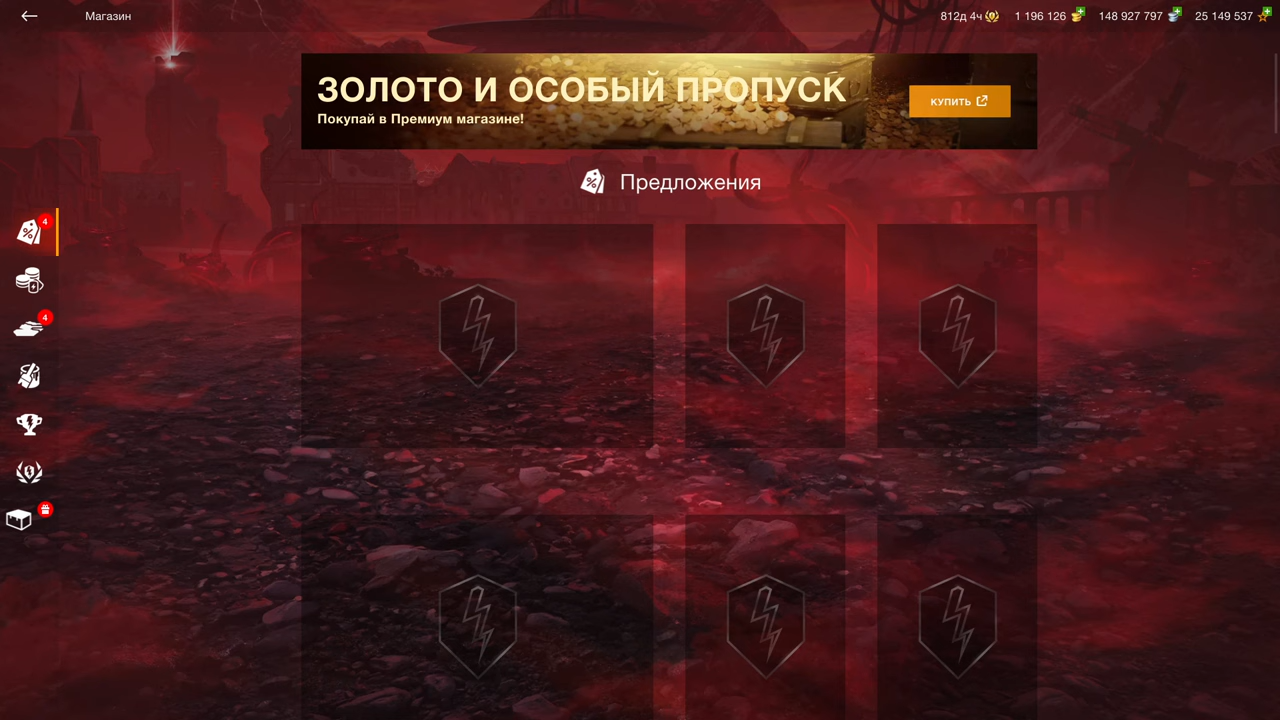 Магазин
812д 4ч
1 196 126
148 927 797
25 149 537
ЗОЛОТО И ОСОБЫЙ ПРОПУСК
Покупай в Премиум магазине!
КУПИТЬ
Предложения
4
4